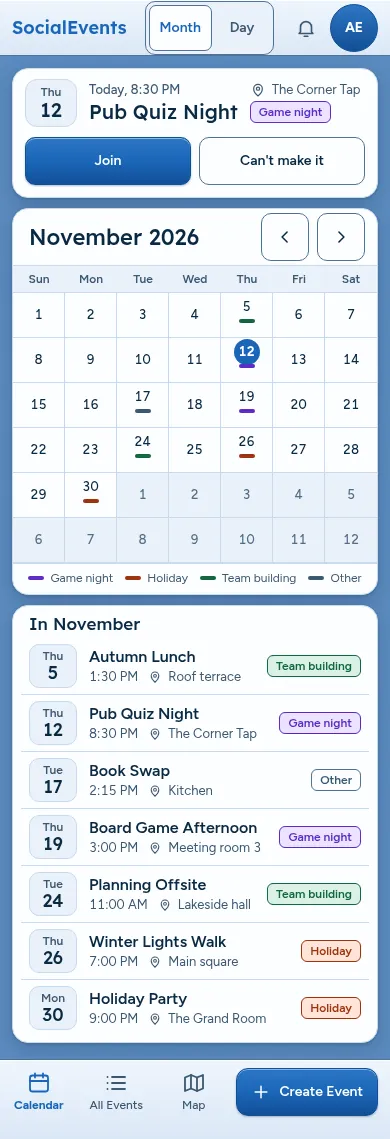 SocialEvents Month Day AE
Thu
12
Today, 8:30 PM The Corner Tap
Pub Quiz Night Game night
Join Can't make it
November 2026
Sun Mon Tue Wed Thu Fri Sat
1 2 3 4 5 6 7
8 9 10 11 12 13 14
15 16 17 18 19 20 21
22 23 24 25 26 27 28
29 30 1 2 3 4 5
6 7 8 9 10 11 12
Game night Holiday Team building Other
In November
Thu
5
Autumn Lunch
1:30 PM Roof terrace
Team building
Thu
12
Pub Quiz Night
8:30 PM The Corner Tap
Game night
Tue
17
Book Swap
2:15 PM Kitchen
Other
Thu
19
Board Game Afternoon
3:00 PM Meeting room 3
Game night
Tue
24
Planning Offsite
11:00 AM Lakeside hall
Team building
Thu
26
Winter Lights Walk
7:00 PM Main square
Holiday
Mon
30
Holiday Party
9:00 PM The Grand Room
Holiday
Calendar All Events Map Create Event